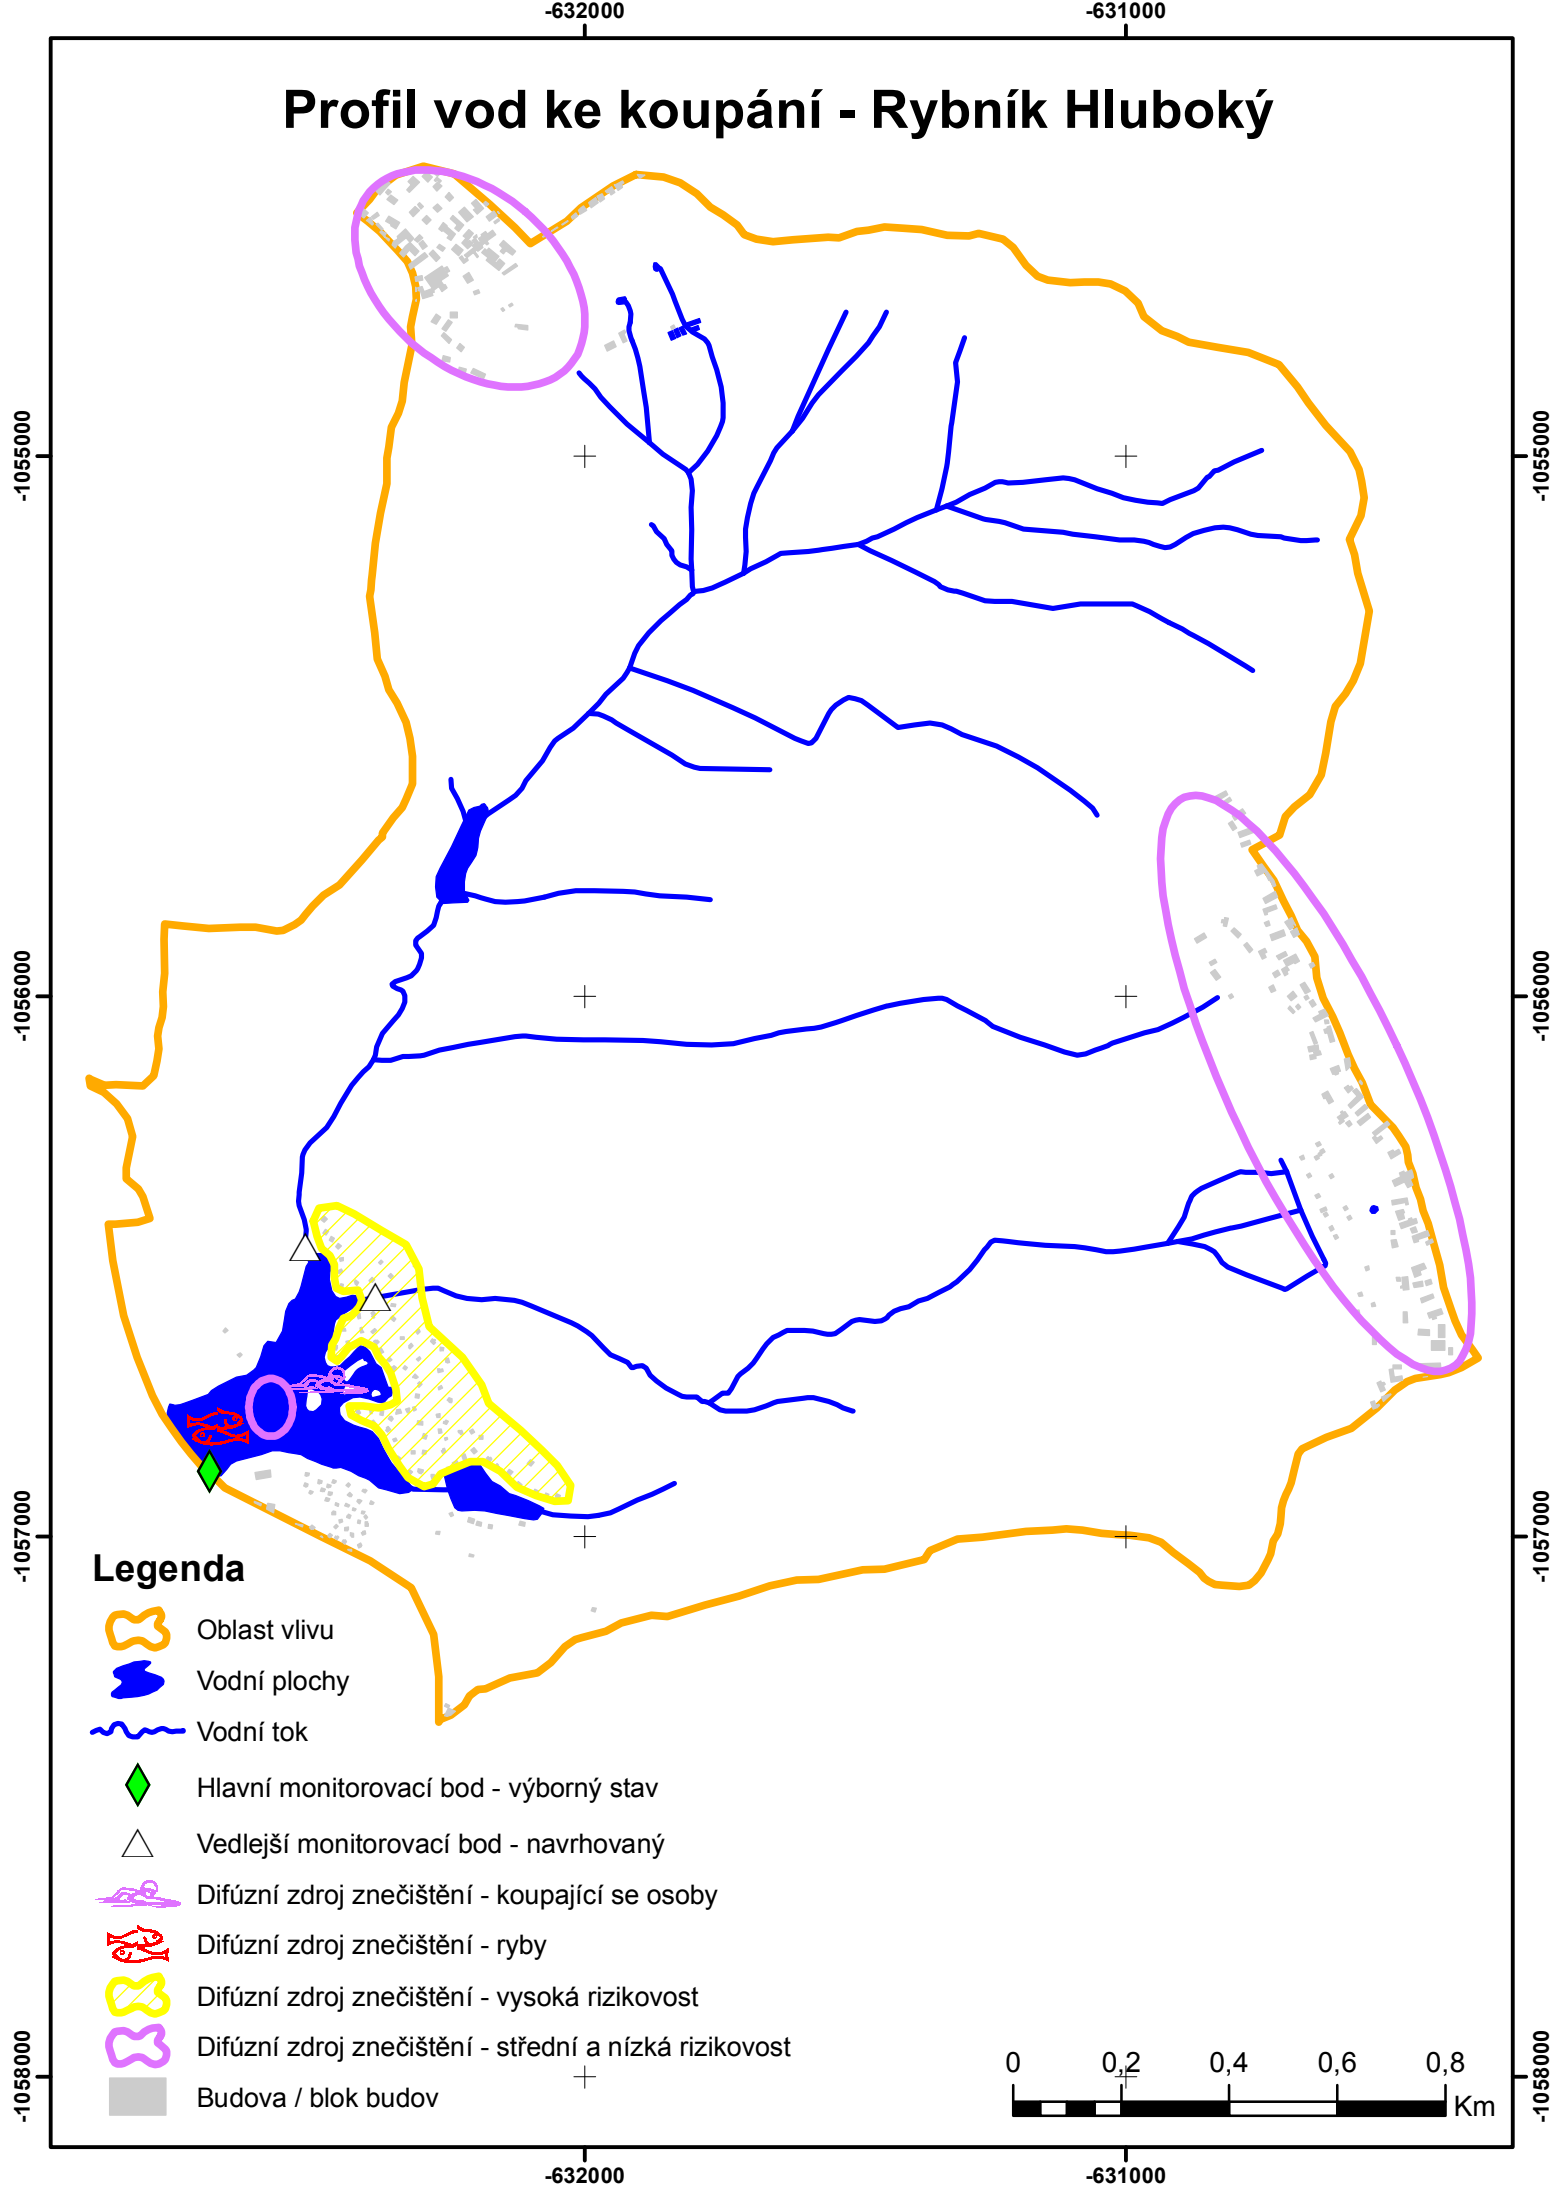 -632000
-631000
Profil vod ke koupání - Rybník Hluboký
-1055000
-1055000
-1056000
-1056000
-1057000
-1057000
Legenda
Oblast vlivu
Vodní plochy
Vodní tok
Hlavní monitorovací bod - výborný stav
Vedlejší monitorovací bod - navrhovaný
Difúzní zdroj znečištění - koupající se osoby
Difúzní zdroj znečištění - ryby
Difúzní zdroj znečištění - vysoká rizikovost
Difúzní zdroj znečištění - střední a nízká rizikovost
Budova / blok budov
0 0,2 0,4 0,6 0,8
Km
-1058000
-1058000
-632000
-631000